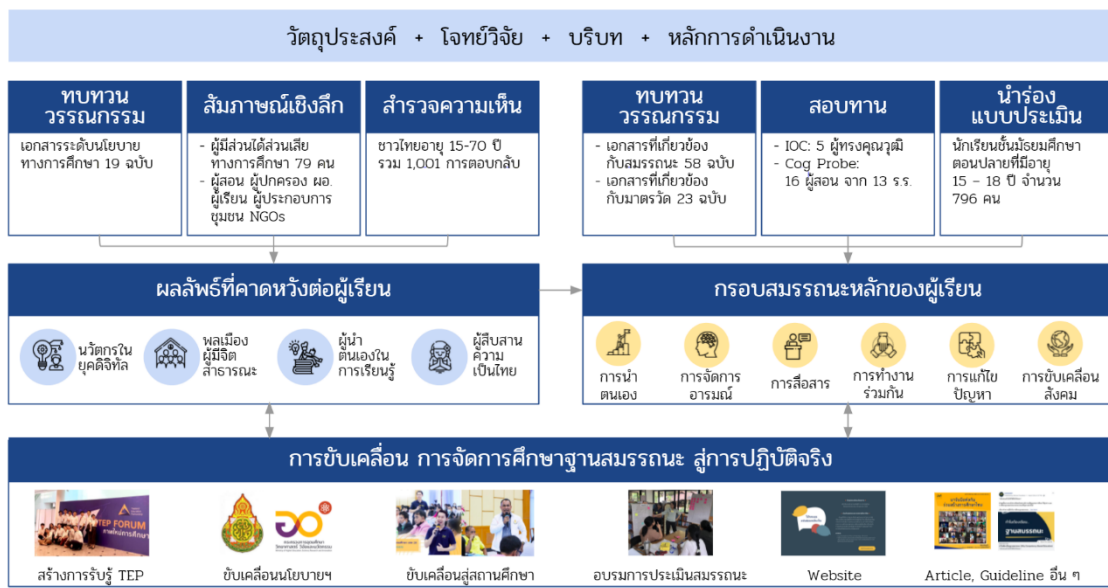 วัตถุประสงค์ + โจทย์วิจัย + บริบท + หลักการดำเนินงาน
ทบทวน
วรรณกรรม
เอกสารระดับนโยบาย
ทางการศึกษา 19 ฉบับ
สัมภาษณ์เชิงลึก
- ผู้มีส่วนได้ส่วนเสีย
ทางการศึกษา 79 คน
- ผู้สอน ผู้ปกครอง ผอ.
ผู้เรียน ผู้ประกอบการ
ชุมชน NGOs
สำรวจความเห็น
ชาวไทยอายุ 15-70 ปี
รวม 1,001 การตอบกลับ
ทบทวน
วรรณกรรม
- เอกสารที่เกี่ยวข้อง
กับสมรรถนะ 58 ฉบับ
- เอกสารที่เกี่ยวข้อง
กับมาตรวัด 23 ฉบับ
สอบทาน
- IOC: 5 ผู้ทรงคุณวุฒิ
- Cog Probe:
16 ผู้สอน จาก 13 ร.ร.
นำร่อง
แบบประเมิน
นักเรียนชั้นมัธยมศึกษา
ตอนปลายที่มีอายุ
15 – 18 ปี จำนวน
796 คน
ผลลัพธ์ที่คาดหวังต่อผู้เรียน
นวัตกรใน
ยุคดิจิทัล
พลเมือง
ผู้มีจิต
สาธารณะ
ผู้นำ
ตนเองใน
การเรียนรู้
ผู้สืบสาน
ความ
เป็นไทย
กรอบสมรรถนะหลักของผู้เรียน
การนำ
ตนเอง
การจัดการ
อารมณ์
การสื่อสาร
การทำงาน
ร่วมกัน
การแก้ไข
ปัญหา
การขับเคลื่อน
สังคม
การขับเคลื่อน การจัดการศึกษาฐานสมรรถนะ สู่การปฏิบัติจริง
TEP FORUM
สร้างการรับรู้ TEP
ขับเคลื่อนนโยบายฯ
ขับเคลื่อนสู่สถานศึกษา
อบรมการประเมินสมรรถนะ
Website
ฐานสมรรถนะ
Article, Guideline อื่น ๆ